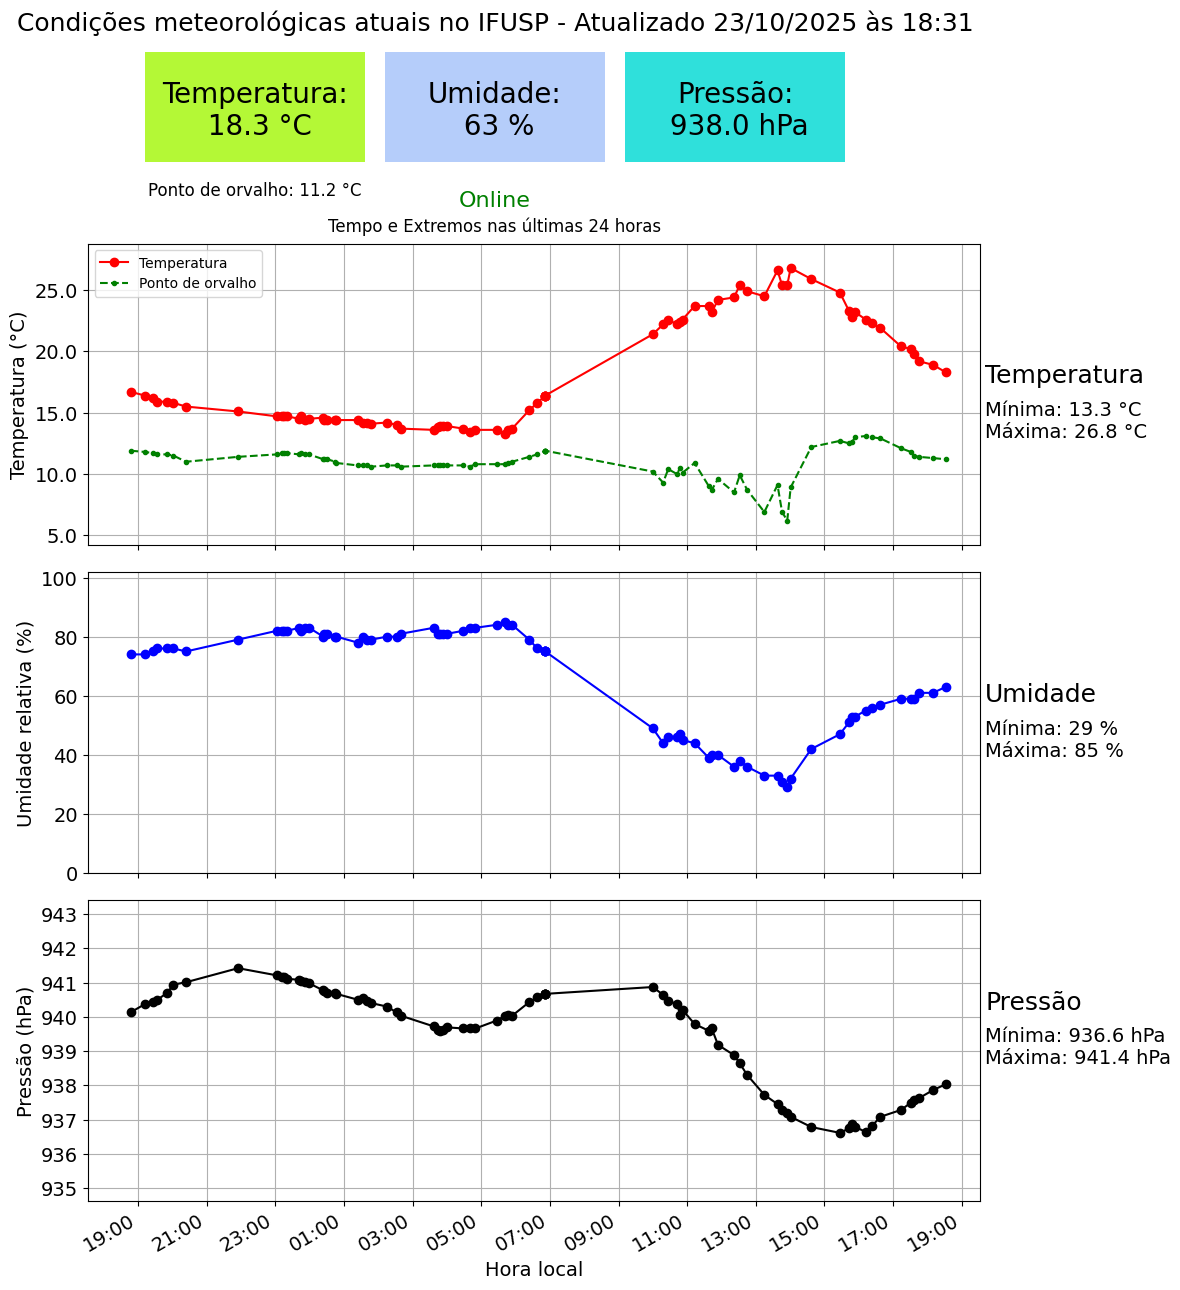 Condições meteorológicas atuais no IFUSP - Atualizado 23/10/2025 às 18:31
Temperatura:
18.3 °C
Umidade:
63 %
Pressão:
938.0 hPa
Ponto de orvalho: 11.2 °C
Online
Tempo e Extremos nas últimas 24 horas
Temperatura
Ponto de orvalho
Temperatura (°C)
25.0
20.0
15.0
10.0
5.0
Temperatura
Mínima: 13.3 °C
Máxima: 26.8 °C
Umidade relativa (%)
100
80
60
40
20
0
Umidade
Mínima: 29 %
Máxima: 85 %
Pressão (hPa)
943
942
941
940
939
938
937
936
935
Pressão
Mínima: 936.6 hPa
Máxima: 941.4 hPa
19:00 21:00 23:00 01:00 03:00 05:00 07:00 09:00 11:00 13:00 15:00 17:00 19:00
Hora local